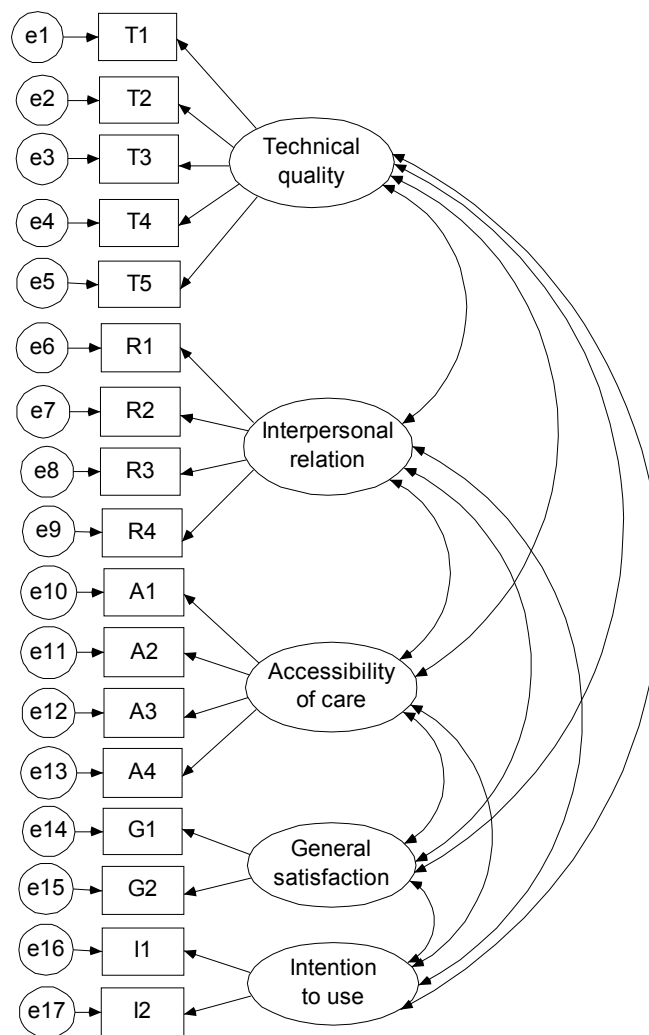 e1 T1
e2 T2
e3 T3
e4 T4
e5 T5
Technical
quality
e6 R1
e7 R2
e8 R3
e9 R4
Interpersonal
relation
e10 A1
e11 A2
e12 A3
e13 A4
Accessibility
of care
e14 G1
e15 G2
General
satisfaction
e16 I1
e17 I2
Intention
to use